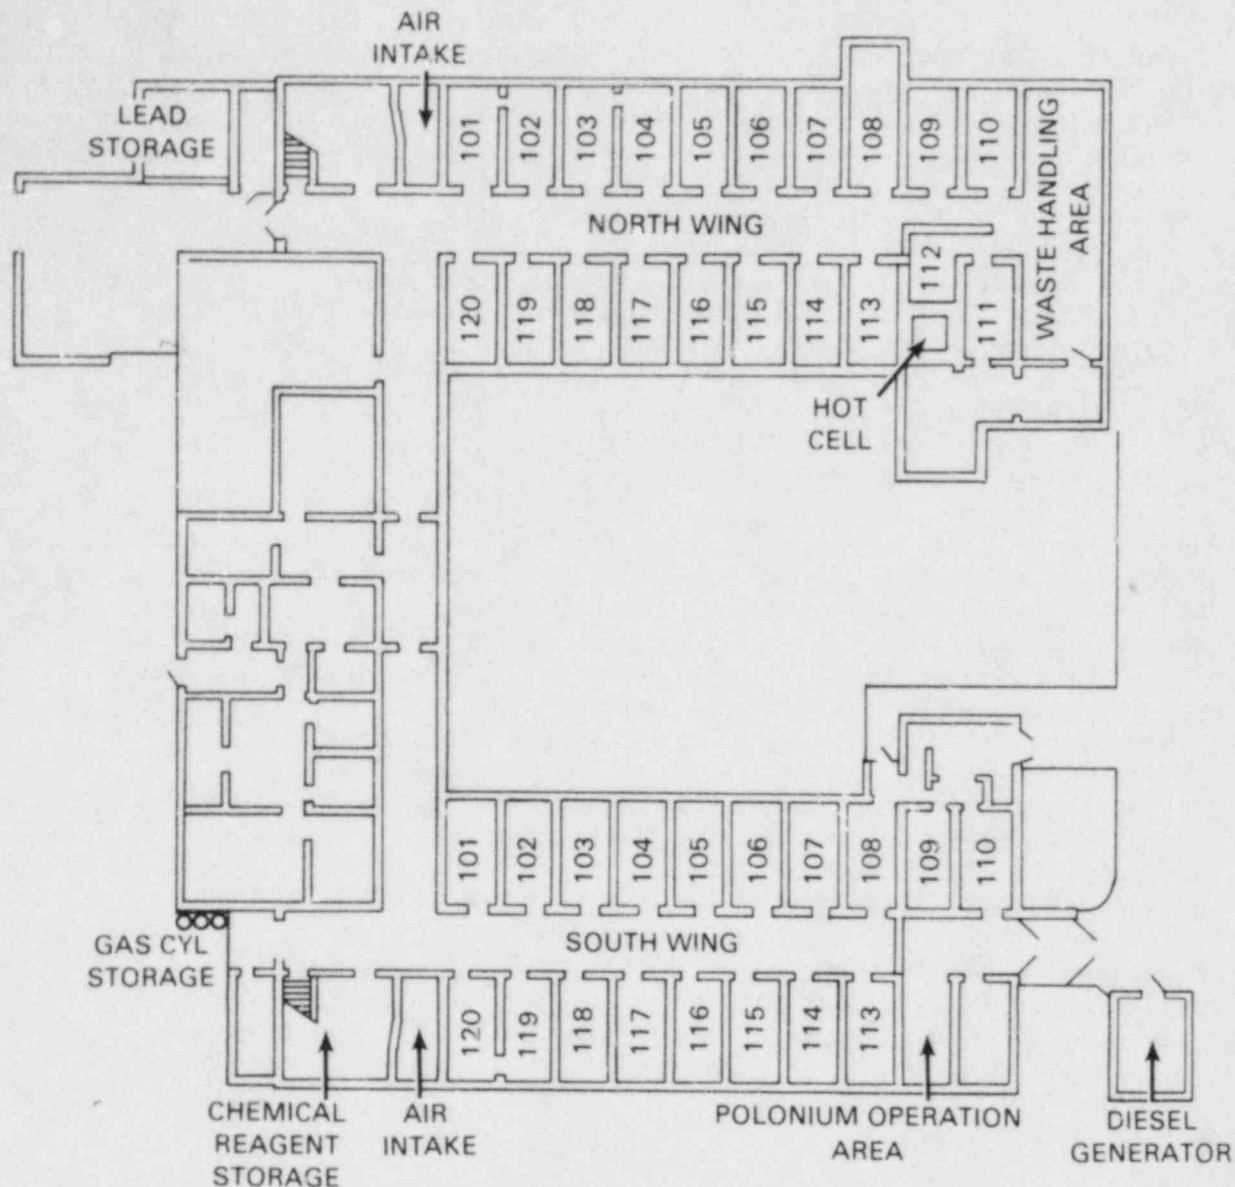 AIR
INTAKE
LEAD
STORAGE
101
102
103
104
105
106
107
108
109
110
WASTE HANDLING
AREA
NORTH WING
120
119
118
117
116
115
114
113
112
111
HOT
CELL
101
102
103
104
105
106
107
108
109
110
GAS CYL
STORAGE
SOUTH WING
120
119
118
117
116
115
114
113
CHEMICAL
REAGENT
STORAGE
AIR
INTAKE
POLONIUM OPERATION
AREA
DIESEL
GENERATOR